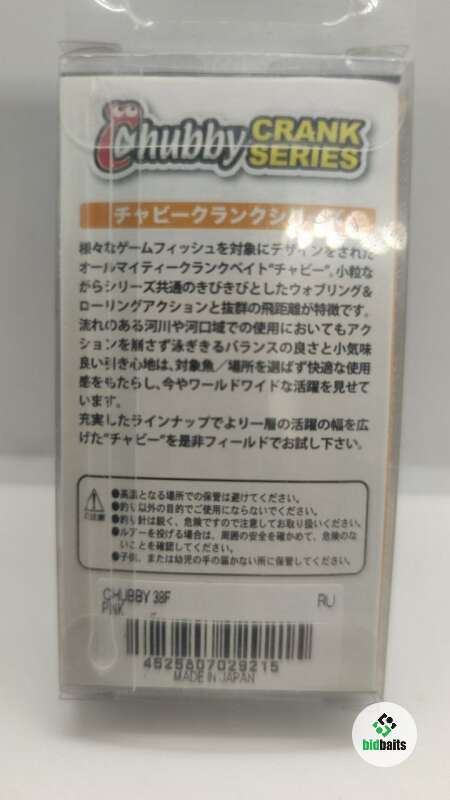 Chubby CRANK
SERIES
チャビークランクシリーズ
様々なゲームフィッシュを対象にデザインをされた
オールマイティークランクベイト"チャビー"。小粒な
がらシリーズ共通のきびきびとしたウォブリング&
ローリングアクションと抜群の飛距離が特徴です。
流れのある河川や河口域での使用においてもアク
ションを崩さず泳ぎきるバランスの良さと小気味
良い引き心地は、対象魚／場所を選ばず快適な使用
感をもたらし、今やワールドワイドな活躍を見せて
います。
充実したラインナップでより一層の活躍の幅を広
げた"チャビー"を是非フィールドでお試し下さい。
●高温となる場所での保管は避けてください。
●釣り以外の目的でご使用にならないでください。
●釣り針は鋭く、危険ですので注意してお取り扱いください。
●ルアーを投げる場合は、周囲の安全を確かめて、危険のな
いことを確認してください。
●子供、または幼児の手の届かない所に保管してください。
ご注意
CHUBBY 38F RU
PINK
4525807029215
MADE IN JAPAN
bidbaits